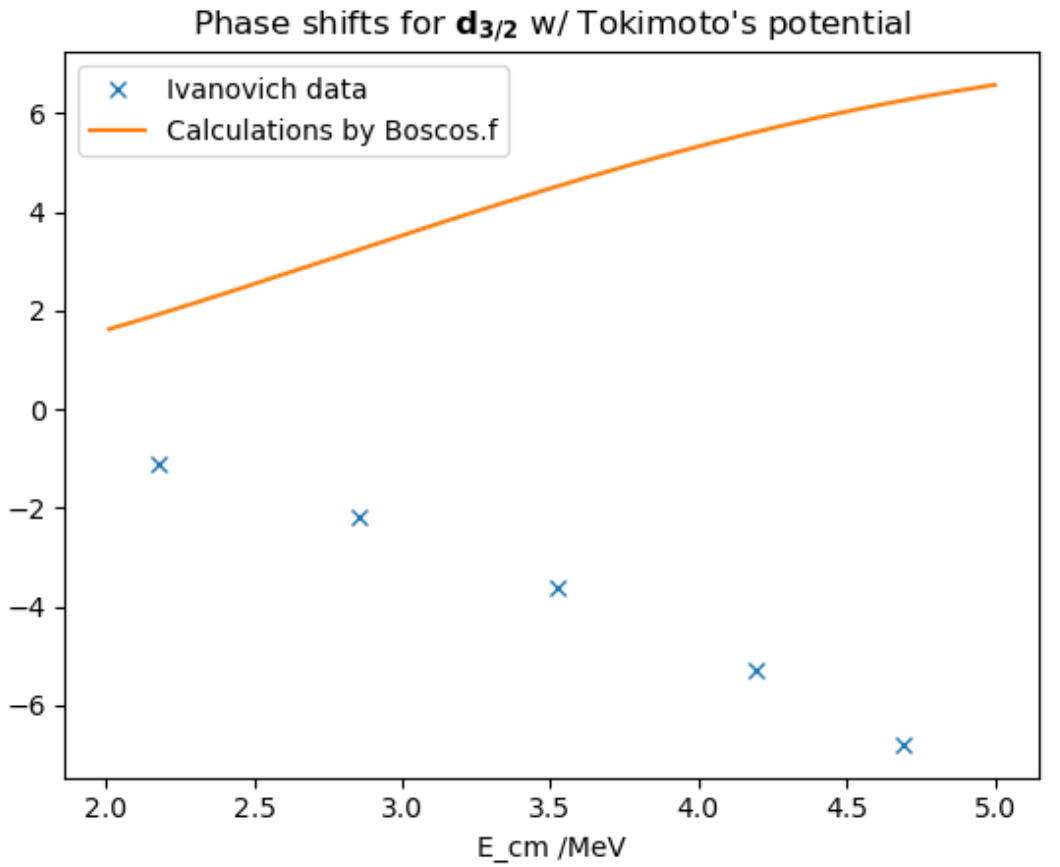 Phase shifts for d3/2 w/ Tokimoto's potential
Ivanovich data
Calculations by Boscos.f
6
4
2
0
−2
−4
−6
2.0 2.5 3.0 3.5 4.0 4.5 5.0
E_cm /MeV